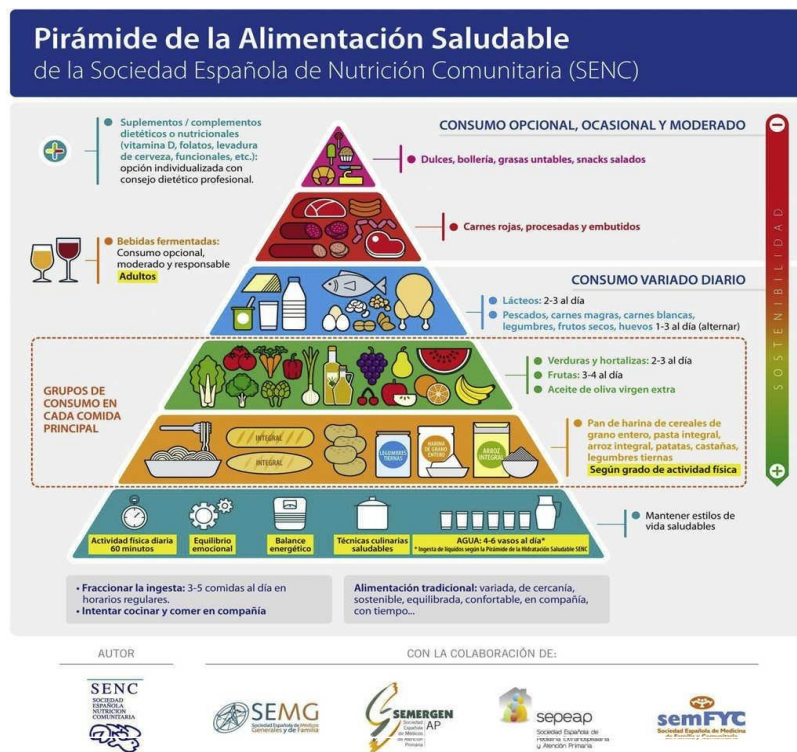 Pirámide de la Alimentación Saludable
de la Sociedad Española de Nutrición Comunitaria (SENC)
Suplementos / complementos
dietéticos o nutricionales
(vitamina D, folatos, levadura
de cerveza, funcionales, etc.):
opción individualizada con
consejo dietético profesional.
CONSUMO OPCIONAL, OCASIONAL Y MODERADO
Dulces, bollería, grasas untables, snacks salados
Carnes rojas, procesadas y embutidos
Bebidas fermentadas:
Consumo opcional,
moderado y responsable
Adultos
CONSUMO VARIADO DIARIO
Lácteos: 2-3 al día
Pescados, carnes magras, carnes blancas,
legumbres, frutos secos, huevos 1-3 al día (alternar)
SOSTENIBILIDAD
GRUPOS DE
CONSUMO EN
CADA COMIDA
PRINCIPAL
Verduras y hortalizas: 2-3 al día
Frutas: 3-4 al día
Aceite de oliva virgen extra
INTEGRAL
INTEGRAL
LEGUMBRES
TIERNAS
HARINA
DE GRANO
ENTERO
ARROZ
INTEGRAL
Pan de harina de cereales de
grano entero, pasta integral,
arroz integral, patatas, castañas,
legumbres tiernas
Según grado de actividad física
Actividad física diaria
60 minutos
Equilibrio
emocional
Balance
energético
Técnicas culinarias
saludables
AGUA: 4-6 vasos al día*
* Ingesta de líquidos según la Pirámide de la Hidratación Saludable SENC
Mantener estilos de
vida saludables
• Fraccionar la ingesta: 3-5 comidas al día en
horarios regulares.
• Intentar cocinar y comer en compañía
Alimentación tradicional: variada, de cercanía,
sostenible, equilibrada, confortable, en compañía,
con tiempo...
AUTOR
CON LA COLABORACIÓN DE:
SENC
SOCIEDAD
ESPAÑOLA
NUTRICION
COMUNITARIA
SEMG
Sociedad Española de Médicos
Generales y de Familia
SEMERGEN
AP
Sociedad
Española
de Médicos
de Atención
Primaria
sepeap
Sociedad Española de
Pediatría Extrahospitalaria
y Atención Primaria
semFYC
Sociedad Española de Medicina
de Familia y Comunitaria